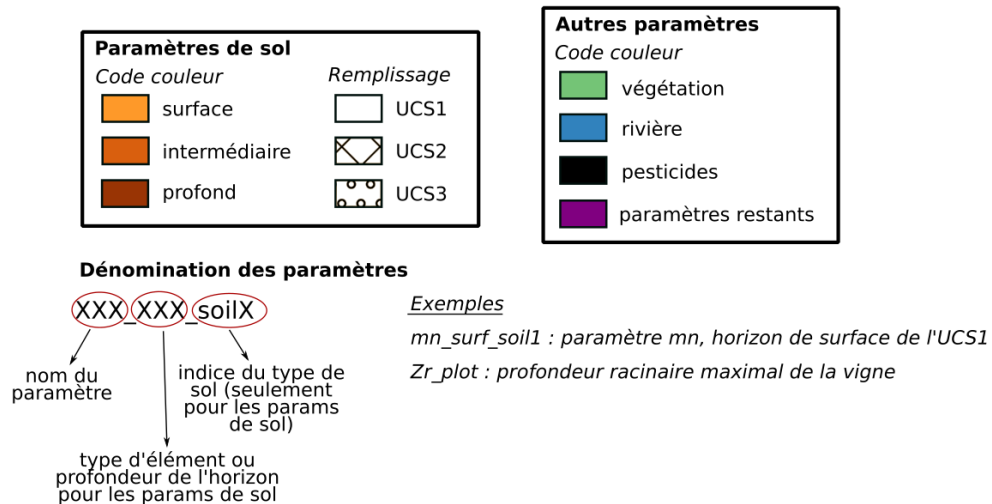 Paramètres de sol
Code couleur
surface
intermédiaire
profond
Remplissage
UCS1
UCS2
UCS3
Autres paramètres
Code couleur
végétation
rivière
pesticides
paramètres restants
Dénomination des paramètres
XXX_XXX_soilX
nom du
paramètre
indice du type de
sol (seulement
pour les params
de sol)
type d'élément ou
profondeur de l'horizon
pour les params de sol
Exemples
mn_surf_soil1 : paramètre mn, horizon de surface de l'UCS1
Zr_plot : profondeur racinaire maximal de la vigne